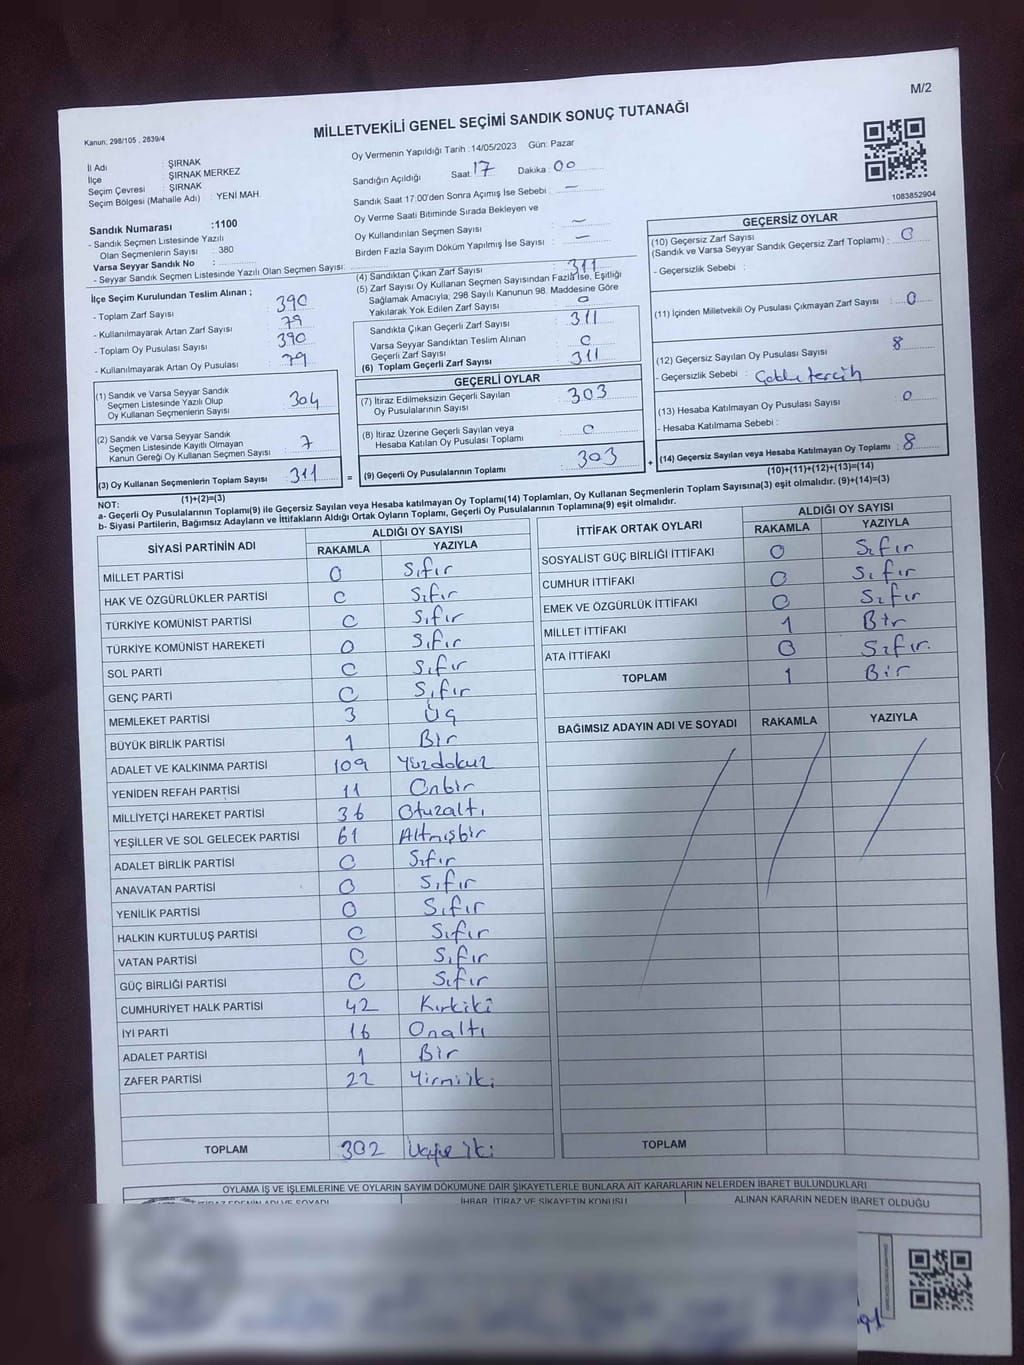 M/2
Kanun: 298/105 , 2839/4
MİLLETVEKİLİ GENEL SEÇİMİ SANDIK SONUÇ TUTANAĞI
İl Adı : ŞIRNAK
İlçe : ŞIRNAK MERKEZ
Seçim Çevresi : ŞIRNAK
Seçim Bölgesi (Mahalle Adı) : YENİ MAH.
Sandık Numarası :1100
- Sandık Seçmen Listesinde Yazılı
Olan Seçmenlerin Sayısı : 380
Varsa Seyyar Sandık No :
- Seyyar Sandık Seçmen Listesinde Yazılı Olan Seçmen Sayısı:
Oy Vermenin Yapıldığı Tarih :14/05/2023 Gün: Pazar
Sandığın Açıldığı Saat: 17 Dakika : 00
Sandık Saat 17:00'den Sonra Açımış İse Sebebi : –
Oy Verme Saati Bitiminde Sırada Bekleyen ve
Oy Kullandırılan Seçmen Sayısı : –
Birden Fazla Sayım Döküm Yapılmış İse Sayısı : –
1083852904
İlçe Seçim Kurulundan Teslim Alınan ;
- Toplam Zarf Sayısı : 390
- Kullanılmayarak Artan Zarf Sayısı : 79
- Toplam Oy Pusulası Sayısı : 390
- Kullanılmayarak Artan Oy Pusulası : 79
(1) Sandık ve Varsa Seyyar Sandık
Seçmen Listesinde Yazılı Olup
Oy Kullanan Seçmenlerin Sayısı : 304
(2) Sandık ve Varsa Seyyar Sandık
Seçmen Listesinde Kayıtlı Olmayan
Kanun Gereği Oy Kullanan Seçmen Sayısı : 7
(3) Oy Kullanan Seçmenlerin Toplam Sayısı : 311
(1)+(2)=(3)
(4) Sandıktan Çıkan Zarf Sayısı : 311
(5) Zarf Sayısı Oy Kullanan Seçmen Sayısından Fazla İse, Eşitliği
Sağlamak Amacıyla; 298 Sayılı Kanunun 98. Maddesine Göre
Yakılarak Yok Edilen Zarf Sayısı : 0
Sandıkta Çıkan Geçerli Zarf Sayısı : 311
Varsa Seyyar Sandıktan Teslim Alınan
Geçerli Zarf Sayısı : 0
(6) Toplam Geçerli Zarf Sayısı : 311
GEÇERLİ OYLAR
(7) İtiraz Edilmeksizin Geçerli Sayılan
Oy Pusulalarının Sayısı : 303
(8) İtiraz Üzerine Geçerli Sayılan veya
Hesaba Katılan Oy Pusulası Toplamı : 0
= (9) Geçerli Oy Pusulalarının Toplamı : 303 +
GEÇERSİZ OYLAR
(10) Geçersiz Zarf Sayısı
(Sandık ve Varsa Seyyar Sandık Geçersiz Zarf Toplamı) : 0
- Geçersizlik Sebebi :
(11) İçinden Milletvekili Oy Pusulası Çıkmayan Zarf Sayısı : 0
(12) Geçersiz Sayılan Oy Pusulası Sayısı : 8
- Geçersizlik Sebebi : Çoklu tercih
(13) Hesaba Katılmayan Oy Pusulası Sayısı : 0
- Hesaba Katılmama Sebebi :
(14) Geçersiz Sayılan veya Hesaba Katılmayan Oy Toplamı : 8
(10)+(11)+(12)+(13)=(14)
NOT:
a- Geçerli Oy Pusulalarının Toplamı(9) ile Geçersiz Sayılan veya Hesaba katılmayan Oy Toplamı(14) Toplamları, Oy Kullanan Seçmenlerin Toplam Sayısına(3) eşit olmalıdır. (9)+(14)=(3)
b- Siyasi Partilerin, Bağımsız Adayların ve İttifakların Aldığı Ortak Oyların Toplamı, Geçerli Oy Pusulalarının Toplamına(9) eşit olmalıdır.
SİYASİ PARTİNİN ADI ALDIĞI OY SAYISI
RAKAMLA YAZIYLA
MİLLET PARTİSİ 0 Sıfır
HAK VE ÖZGÜRLÜKLER PARTİSİ 0 Sıfır
TÜRKİYE KOMÜNİST PARTİSİ 0 Sıfır
TÜRKİYE KOMÜNİST HAREKETİ 0 Sıfır
SOL PARTİ 0 Sıfır
GENÇ PARTİ 0 Sıfır
MEMLEKET PARTİSİ 3 Üç
BÜYÜK BİRLİK PARTİSİ 1 Bir
ADALET VE KALKINMA PARTİSİ 109 Yüzdokuz
YENİDEN REFAH PARTİSİ 11 Onbir
MİLLİYETÇİ HAREKET PARTİSİ 36 Otuzaltı
YEŞİLLER VE SOL GELECEK PARTİSİ 61 Altmışbir
ADALET BİRLİK PARTİSİ 0 Sıfır
ANAVATAN PARTİSİ 0 Sıfır
YENİLİK PARTİSİ 0 Sıfır
HALKIN KURTULUŞ PARTİSİ 0 Sıfır
VATAN PARTİSİ 0 Sıfır
GÜÇ BİRLİĞİ PARTİSİ 0 Sıfır
CUMHURİYET HALK PARTİSİ 42 Kırkiki
İYİ PARTİ 16 Onaltı
ADALET PARTİSİ 1 Bir
ZAFER PARTİSİ 22 Yirmiiki
TOPLAM 302
İTTİFAK ORTAK OYLARI ALDIĞI OY SAYISI
RAKAMLA YAZIYLA
SOSYALİST GÜÇ BİRLİĞİ İTTİFAKI 0 Sıfır
CUMHUR İTTİFAKI 0 Sıfır
EMEK VE ÖZGÜRLÜK İTTİFAKI 0 Sıfır
MİLLET İTTİFAKI 1 Bir
ATA İTTİFAKI 0 Sıfır.
TOPLAM 1 Bir
BAĞIMSIZ ADAYIN ADI VE SOYADI RAKAMLA YAZIYLA
TOPLAM
OYLAMA İŞ VE İŞLEMLERİNE VE OYLARIN SAYIM DÖKÜMÜNE DAİR ŞİKAYETLERLE BUNLARA AİT KARARLARIN NELERDEN İBARET BULUNDUKLARI
İTİRAZ EDENİN ADI VE SOYADI İHBAR, İTİRAZ VE ŞİKAYETİN KONUSU ALINAN KARARIN NEDEN İBARET OLDUĞU